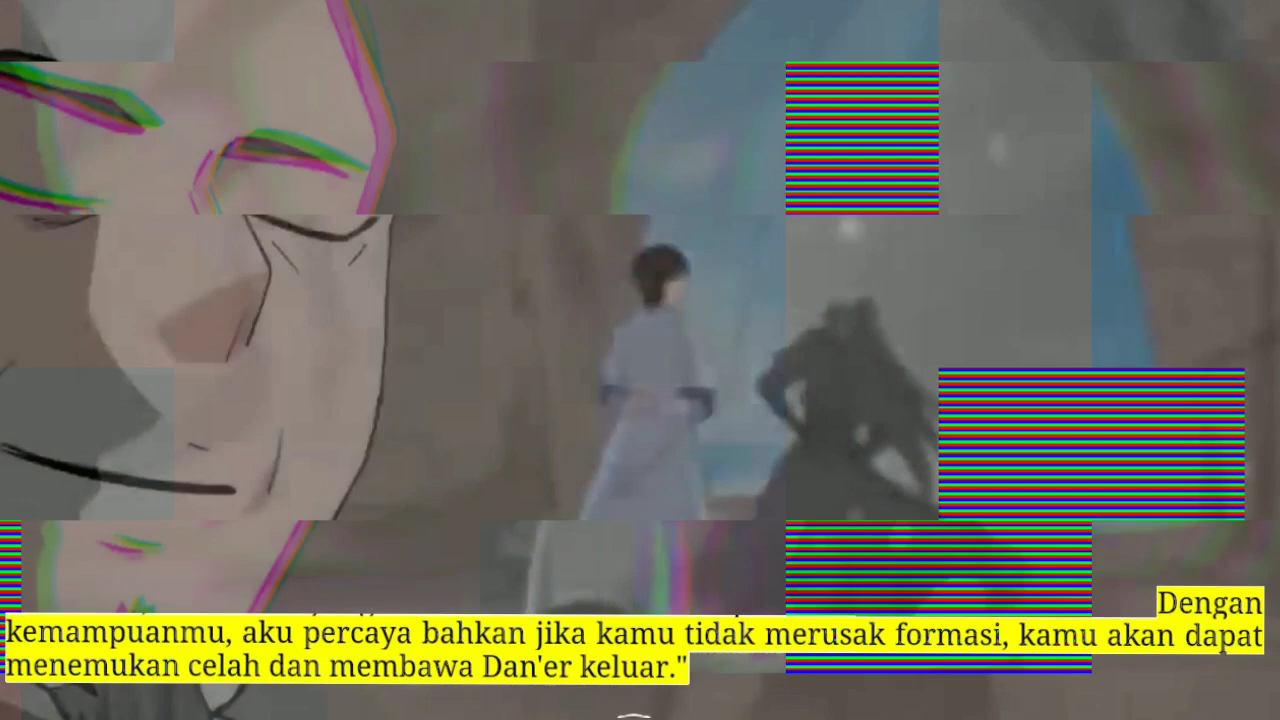 Dengan
kemampuanmu, aku percaya bahkan jika kamu tidak merusak formasi, kamu akan dapat
menemukan celah dan membawa Dan'er keluar."